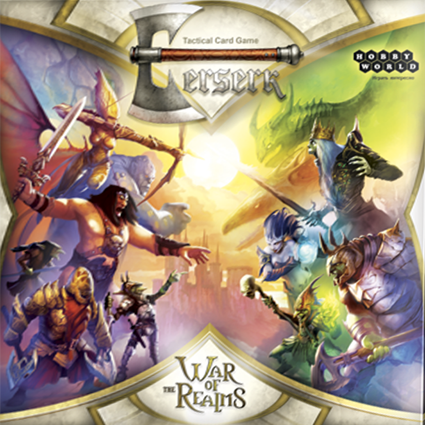 Tactical Card Game
Berserk
HOBBY
WORLD
Играть интересно
WAR
OF
THE
REALMS